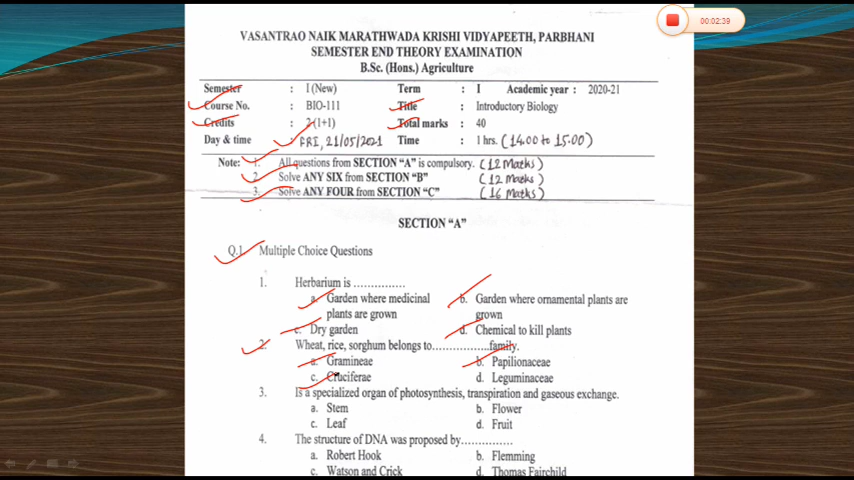 00:02:39
VASANTRAO NAIK MARATHWADA KRISHI VIDYAPEETH, PARBHANI
SEMESTER END THEORY EXAMINATION
B.Sc. (Hons.) Agriculture
Semester : I (New) Term : I Academic year : 2020-21
Course No. : BIO-111 Title : Introductory Biology
Credits : 2(1+1) Total marks : 40
Day & time : FRI, 21/05/2021 Time : 1 hrs. (14.00 to 15.00)
Note: 1. All questions from SECTION "A" is compulsory. (12 Marks)
2. Solve ANY SIX from SECTION "B" (12 Marks)
3. Solve ANY FOUR from SECTION "C" (16 Marks)
SECTION "A"
Q.1 Multiple Choice Questions
1. Herbarium is ...............
a. Garden where medicinal plants are grown
b. Garden where ornamental plants are grown
c. Dry garden d. Chemical to kill plants
2. Wheat, rice, sorghum belongs to.................family.
a. Gramineae b. Papilionaceae
c. Cruciferae d. Leguminaceae
3. Is a specialized organ of photosynthesis, transpiration and gaseous exchange.
a. Stem b. Flower
c. Leaf d. Fruit
4. The structure of DNA was proposed by...............
a. Robert Hook b. Flemming
c. Watson and Crick d. Thomas Fairchild